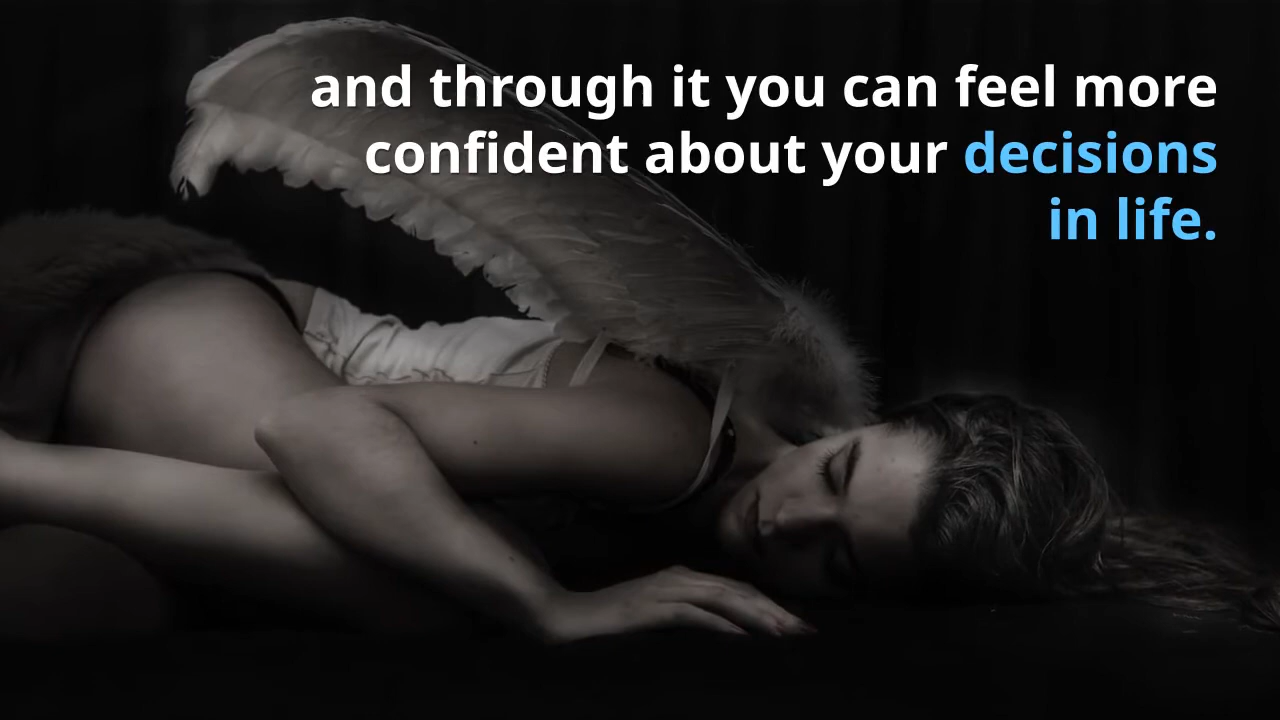 and through it you can feel more
confident about your decisions
in life.